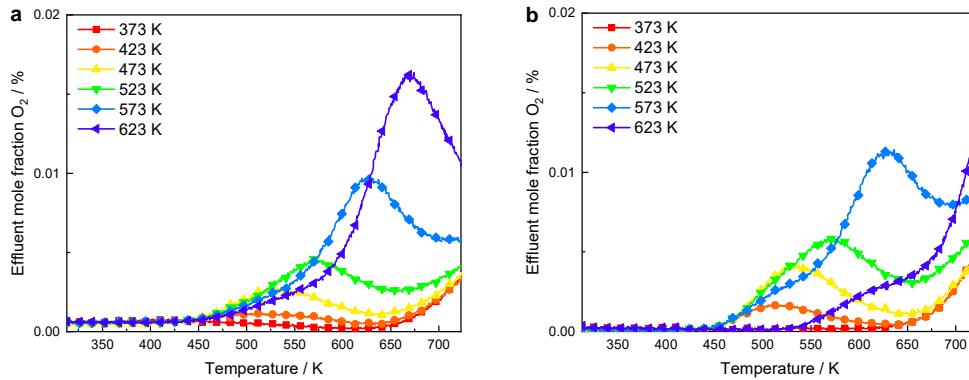 a
0.02
0.01
0.00
Effluent mole fraction O₂ / %
373 K
423 K
473 K
523 K
573 K
623 K
350 400 450 500 550 600 650 700
Temperature / K
b
0.02
0.01
0.00
Effluent mole fraction O₂ / %
373 K
423 K
473 K
523 K
573 K
623 K
350 400 450 500 550 600 650 700
Temperature / K